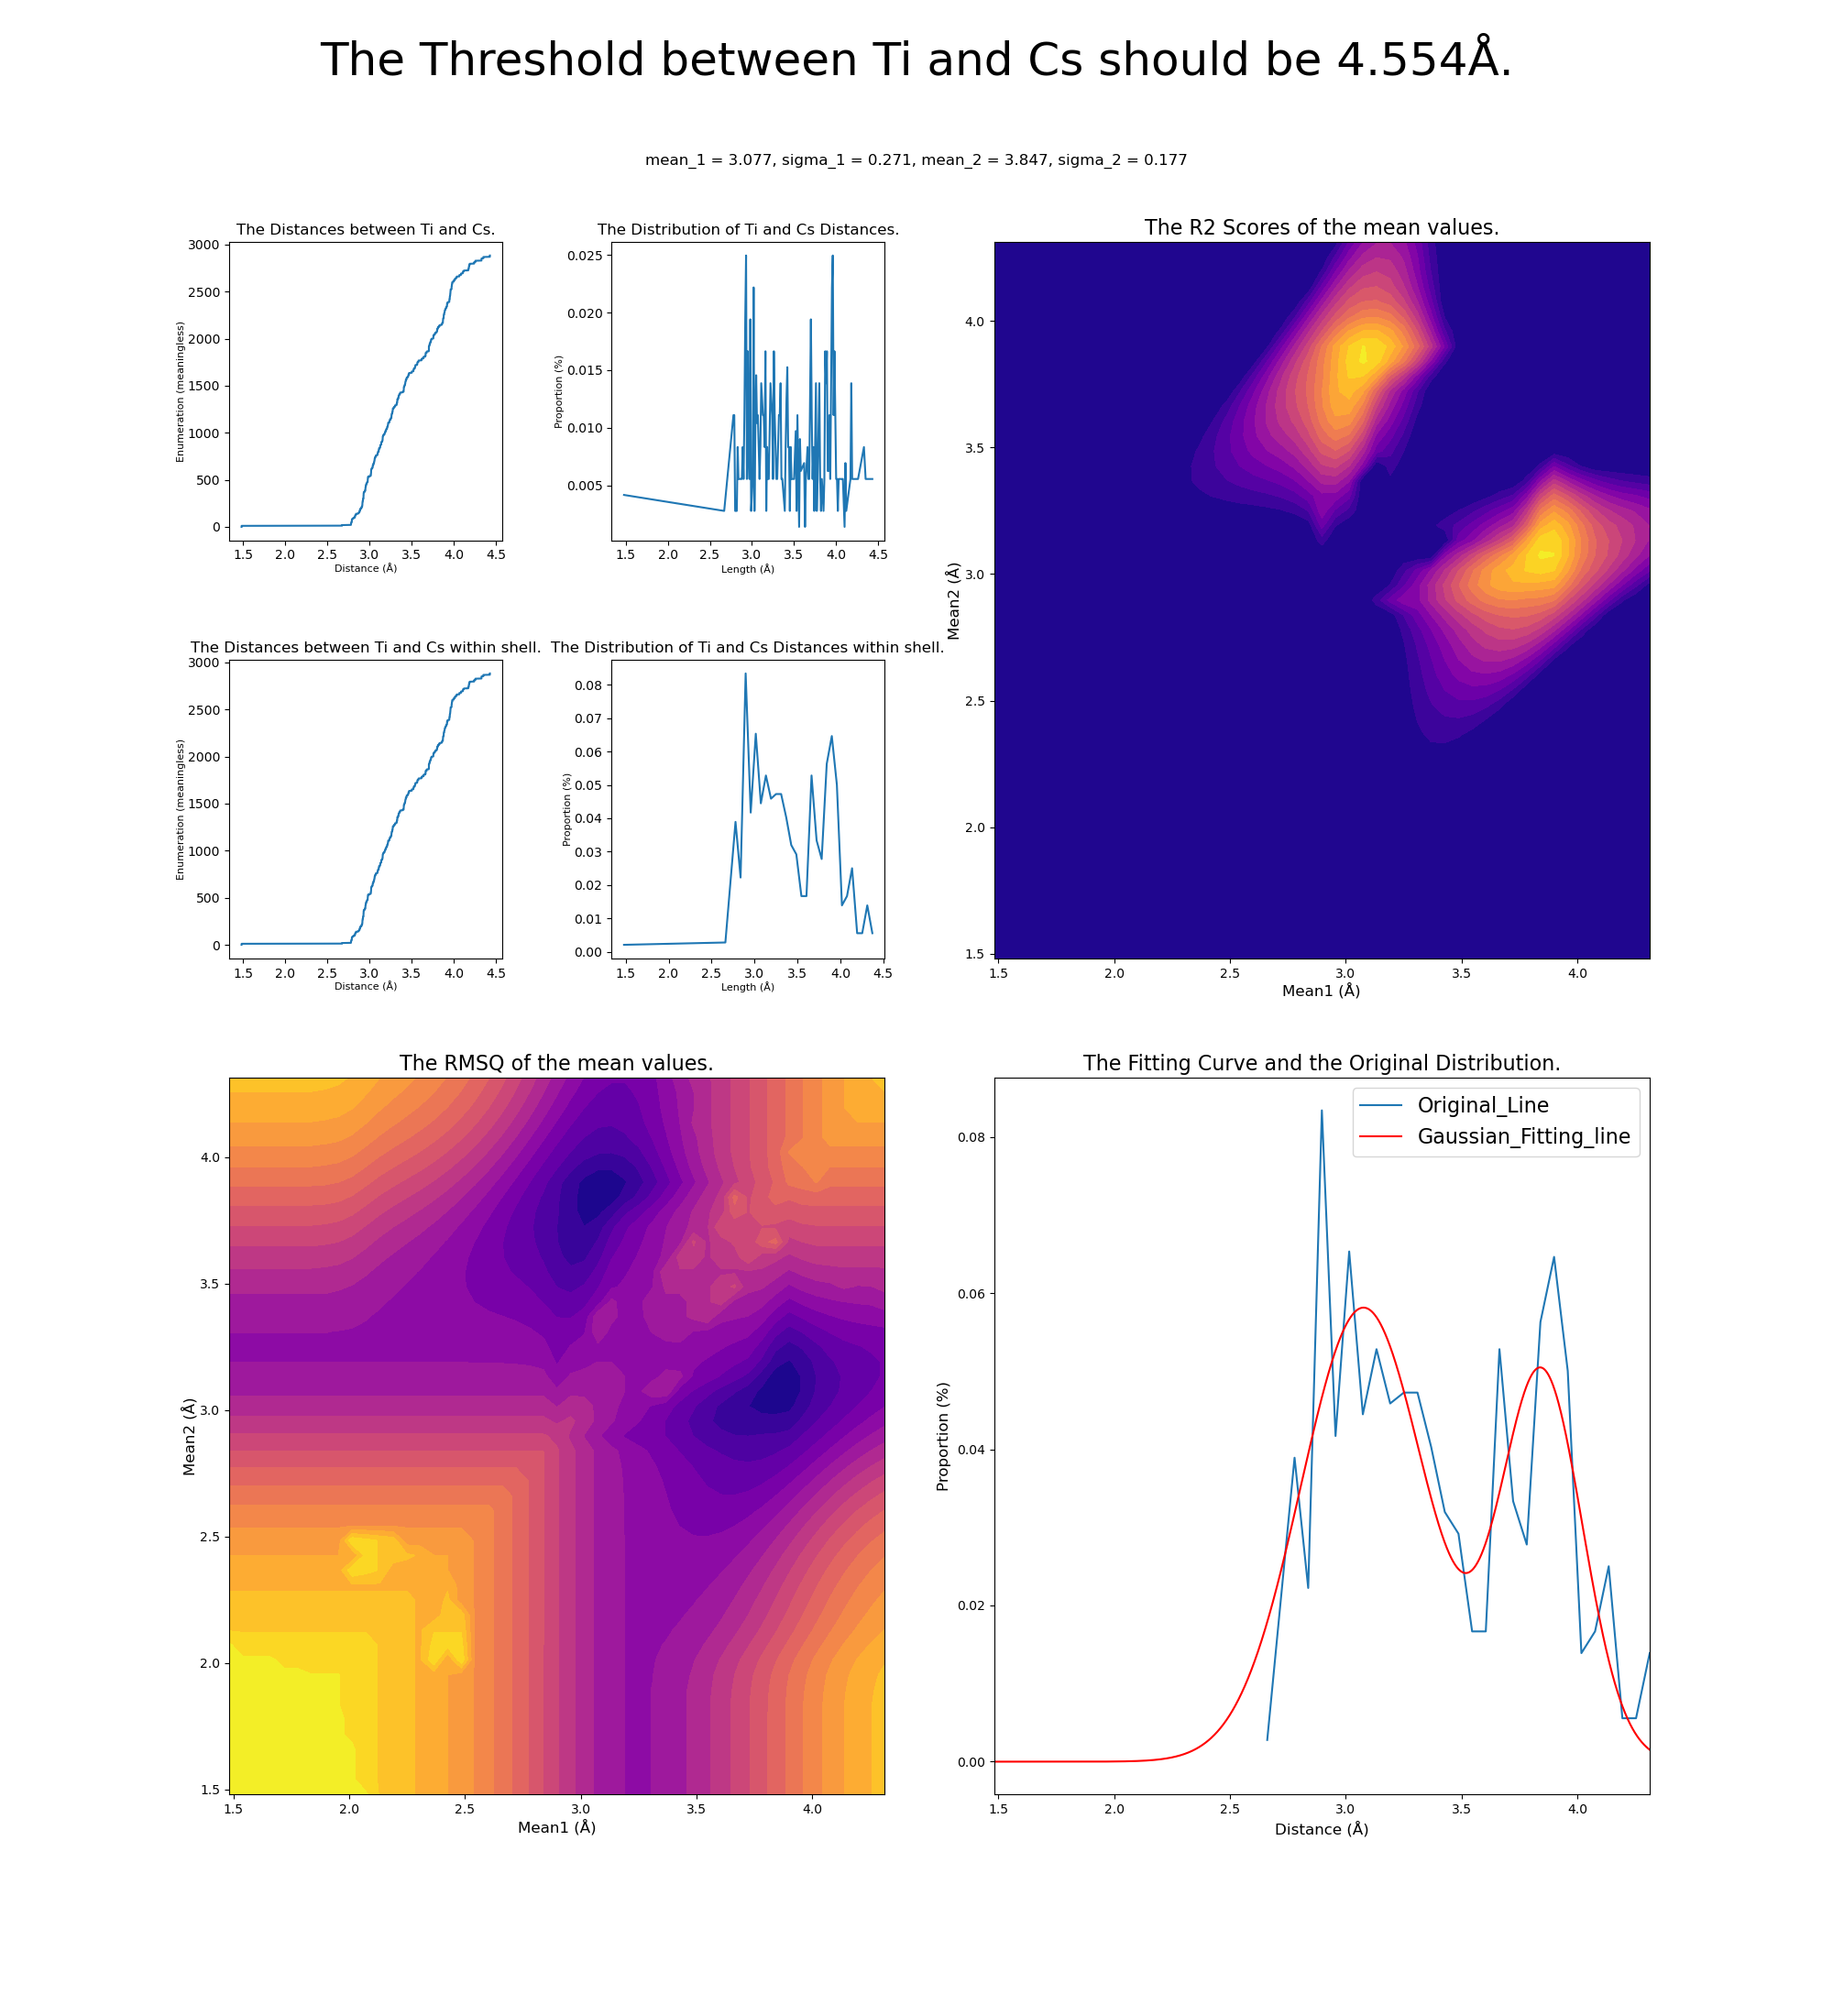 The Threshold between Ti and Cs should be 4.554Å.
mean_1 = 3.077, sigma_1 = 0.271, mean_2 = 3.847, sigma_2 = 0.177
The Distances between Ti and Cs.
Enumeration (meaningless)
3000
2500
2000
1500
1000
500
0
1.5 2.0 2.5 3.0 3.5 4.0 4.5
Distance (Å)
The Distribution of Ti and Cs Distances.
Proportion (%)
0.025
0.020
0.015
0.010
0.005
1.5 2.0 2.5 3.0 3.5 4.0 4.5
Length (Å)
The R2 Scores of the mean values.
Mean2 (Å)
4.0
3.5
3.0
2.5
2.0
1.5
1.5 2.0 2.5 3.0 3.5 4.0
Mean1 (Å)
The Distances between Ti and Cs within shell.
Enumeration (meaningless)
3000
2500
2000
1500
1000
500
0
1.5 2.0 2.5 3.0 3.5 4.0 4.5
Distance (Å)
The Distribution of Ti and Cs Distances within shell.
Proportion (%)
0.08
0.07
0.06
0.05
0.04
0.03
0.02
0.01
0.00
1.5 2.0 2.5 3.0 3.5 4.0 4.5
Length (Å)
The RMSQ of the mean values.
Mean2 (Å)
4.0
3.5
3.0
2.5
2.0
1.5
1.5 2.0 2.5 3.0 3.5 4.0
Mean1 (Å)
The Fitting Curve and the Original Distribution.
Original_Line
Gaussian_Fitting_line
Proportion (%)
0.08
0.06
0.04
0.02
0.00
1.5 2.0 2.5 3.0 3.5 4.0
Distance (Å)